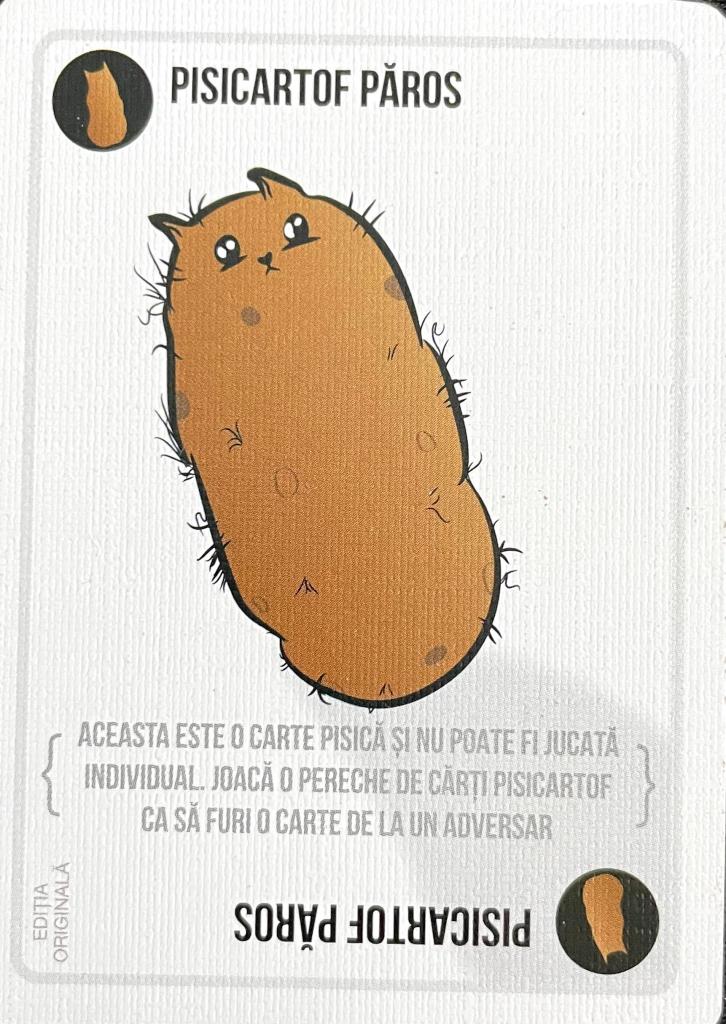 PISICARTOF PĂROS
ACEASTA ESTE O CARTE PISICĂ ȘI NU POATE FI JUCATĂ
INDIVIDUAL. JOACĂ O PERECHE DE CĂRȚI PISICARTOF
CA SĂ FURI O CARTE DE LA UN ADVERSAR
EDIȚIA
ORIGINALĂ
PISICARTOF PĂROS